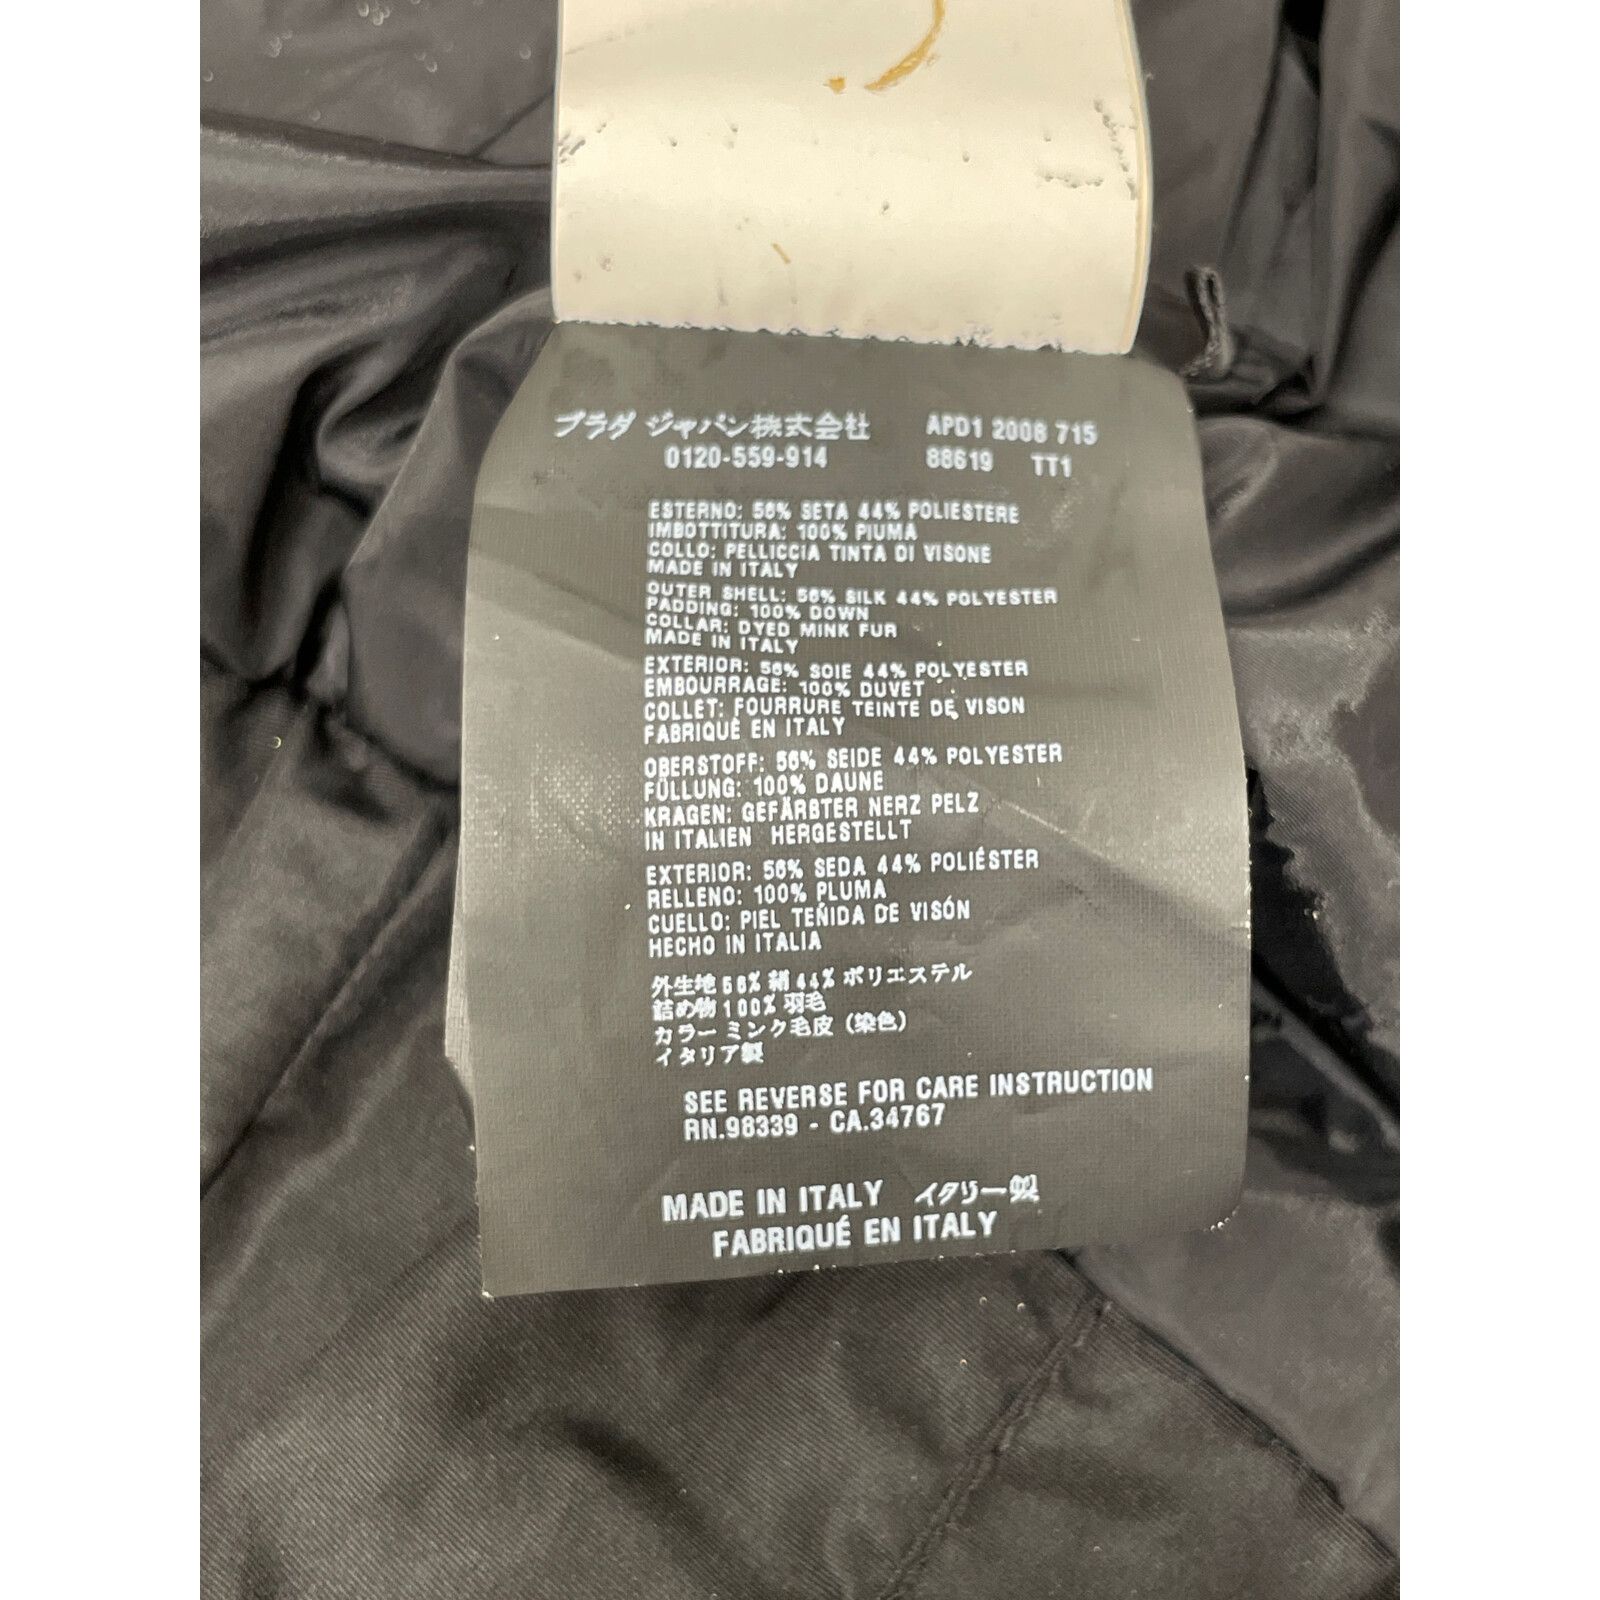 プラダ ジャパン株式会社 APD1 2008 715
0120-559-914 88619 TT1
ESTERNO: 56% SETA 44% POLIESTERE
IMBOTTITURA: 100% PIUMA
COLLO: PELLICCIA TINTA DI VISONE
MADE IN ITALY
OUTER SHELL: 56% SILK 44% POLYESTER
PADDING: 100% DOWN
COLLAR: DYED MINK FUR
MADE IN ITALY
EXTERIOR: 56% SOIE 44% POLYESTER
EMBOURRAGE: 100% DUVET
COLLET: FOURRURE TEINTE DE VISON
FABRIQUÉ EN ITALY
OBERSTOFF: 56% SEIDE 44% POLYESTER
FÜLLUNG: 100% DAUNE
KRAGEN: GEFÄRBTER NERZ PELZ
IN ITALIEN HERGESTELLT
EXTERIOR: 56% SEDA 44% POLIÉSTER
RELLENO: 100% PLUMA
CUELLO: PIEL TEÑIDA DE VISÓN
HECHO IN ITALIA
外生地 56% 絹 44% ポリエステル
詰め物 100% 羽毛
カラー ミンク毛皮 (染色)
イタリア製
SEE REVERSE FOR CARE INSTRUCTION
RN.98339 - CA.34767
MADE IN ITALY イタリー製
FABRIQUÉ EN ITALY